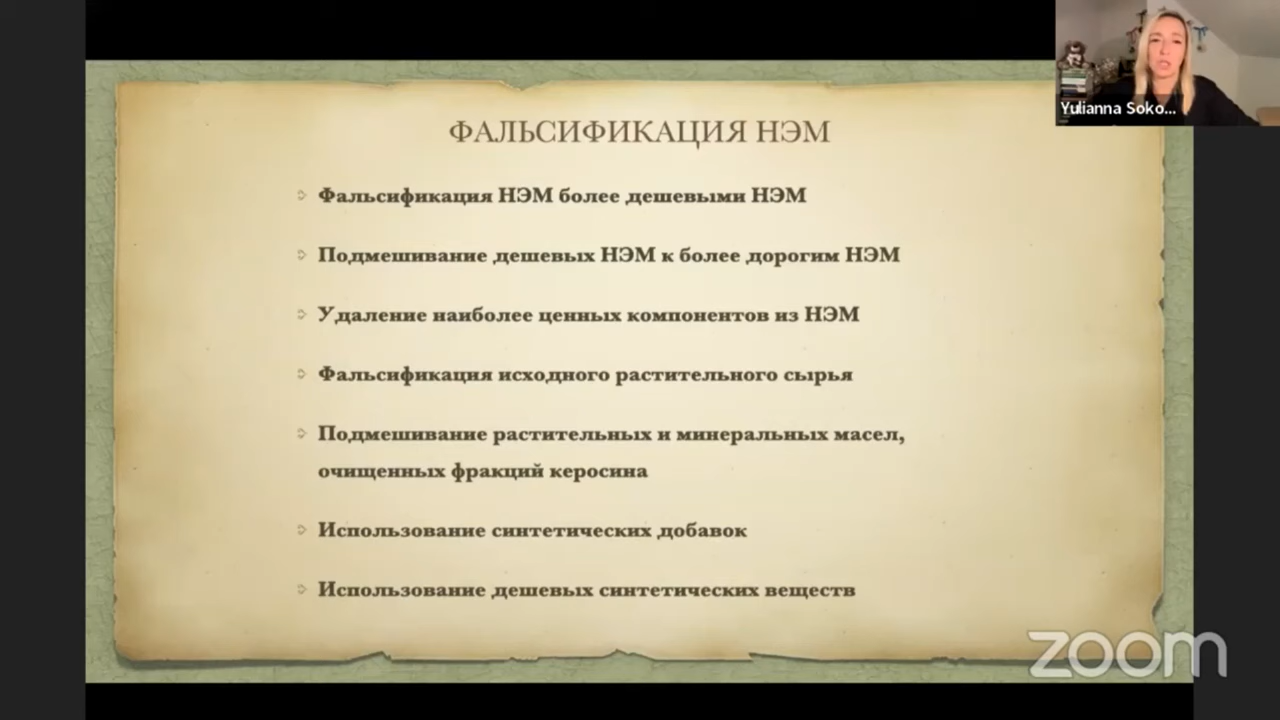 Yulianna Soko...
ФАЛЬСИФИКАЦИЯ НЭМ
Фальсификация НЭМ более дешевыми НЭМ
Подмешивание дешевых НЭМ к более дорогим НЭМ
Удаление наиболее ценных компонентов из НЭМ
Фальсификация исходного растительного сырья
Подмешивание растительных и минеральных масел,
очищенных фракций керосина
Использование синтетических добавок
Использование дешевых синтетических веществ
zoom